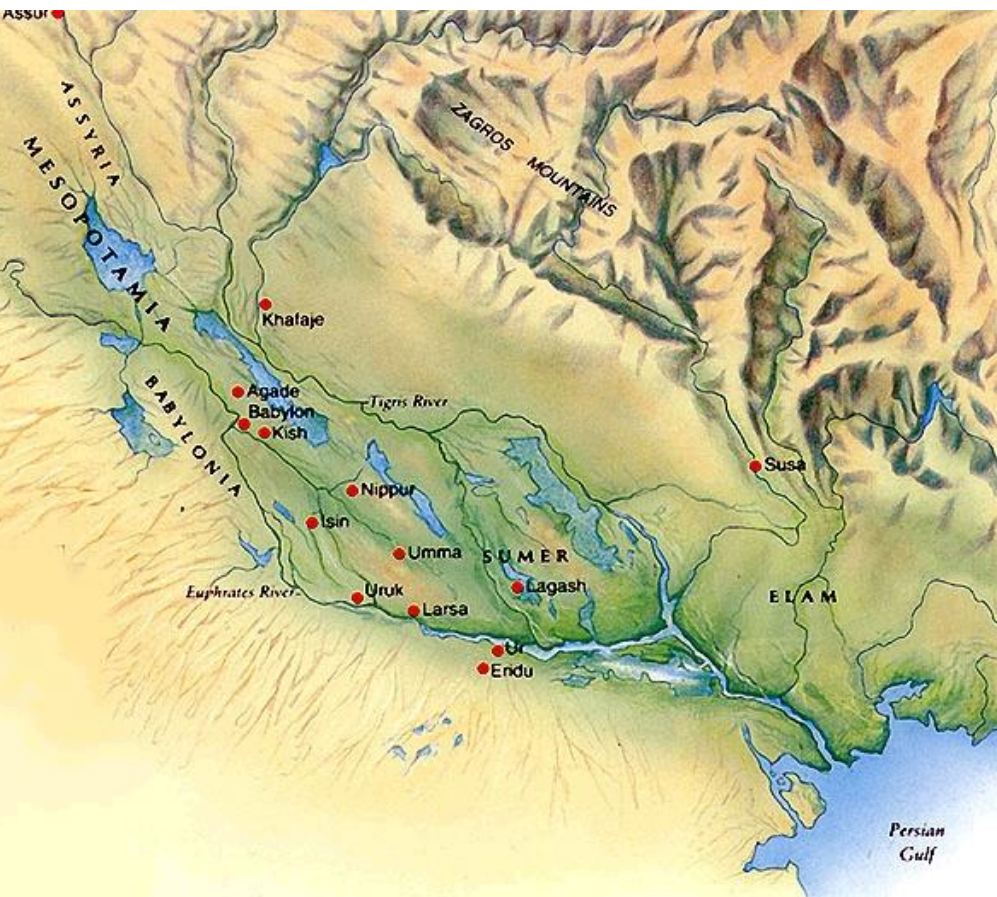 Assur
ASSYRIA
MESOPOTAMIA
ZAGROS MOUNTAINS
Khafaje
BABYLONIA
Agade
Babylon
Kish
Tigris River
Susa
Nippur
Isin
Umma
SUMER
Lagash
Euphrates River
Uruk
Larsa
ELAM
Ur
Eridu
Persian
Gulf